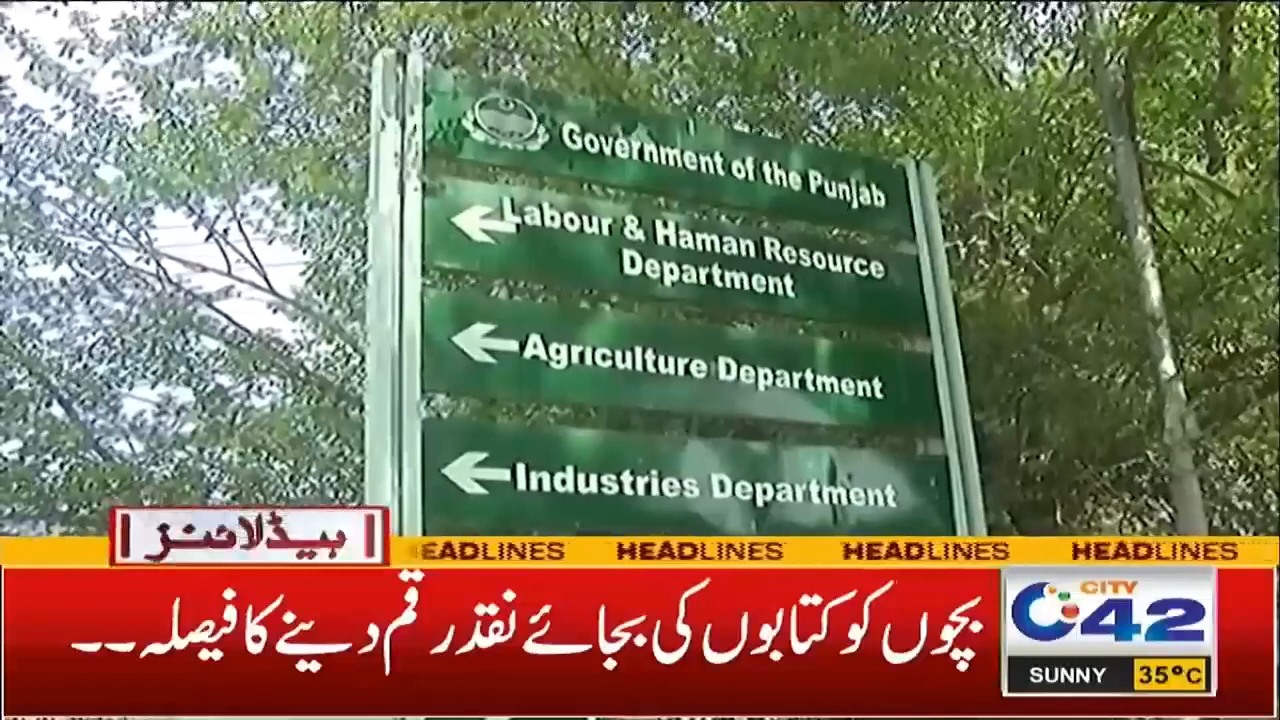 Government of the Punjab
Labour & Haman Resource
Department
Agriculture Department
Industries Department
ہیڈلائنز
EADLINES HEADLINES HEADLINES HEADLINES
بچوں کو کتابوں کی بجائے نقد رقم دینے کا فیصلہ ۔۔
CITY
42
SUNNY 35°C